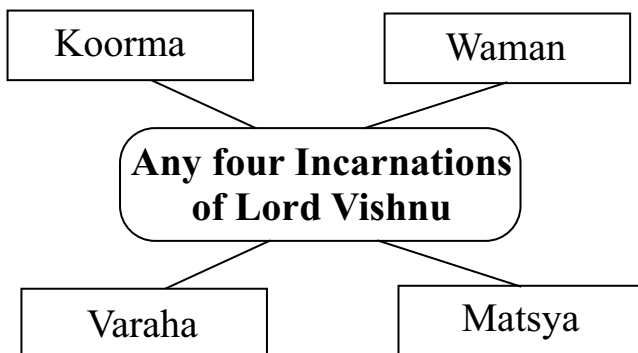 Koorma
Waman
Any four Incarnations
of Lord Vishnu
Varaha
Matsya